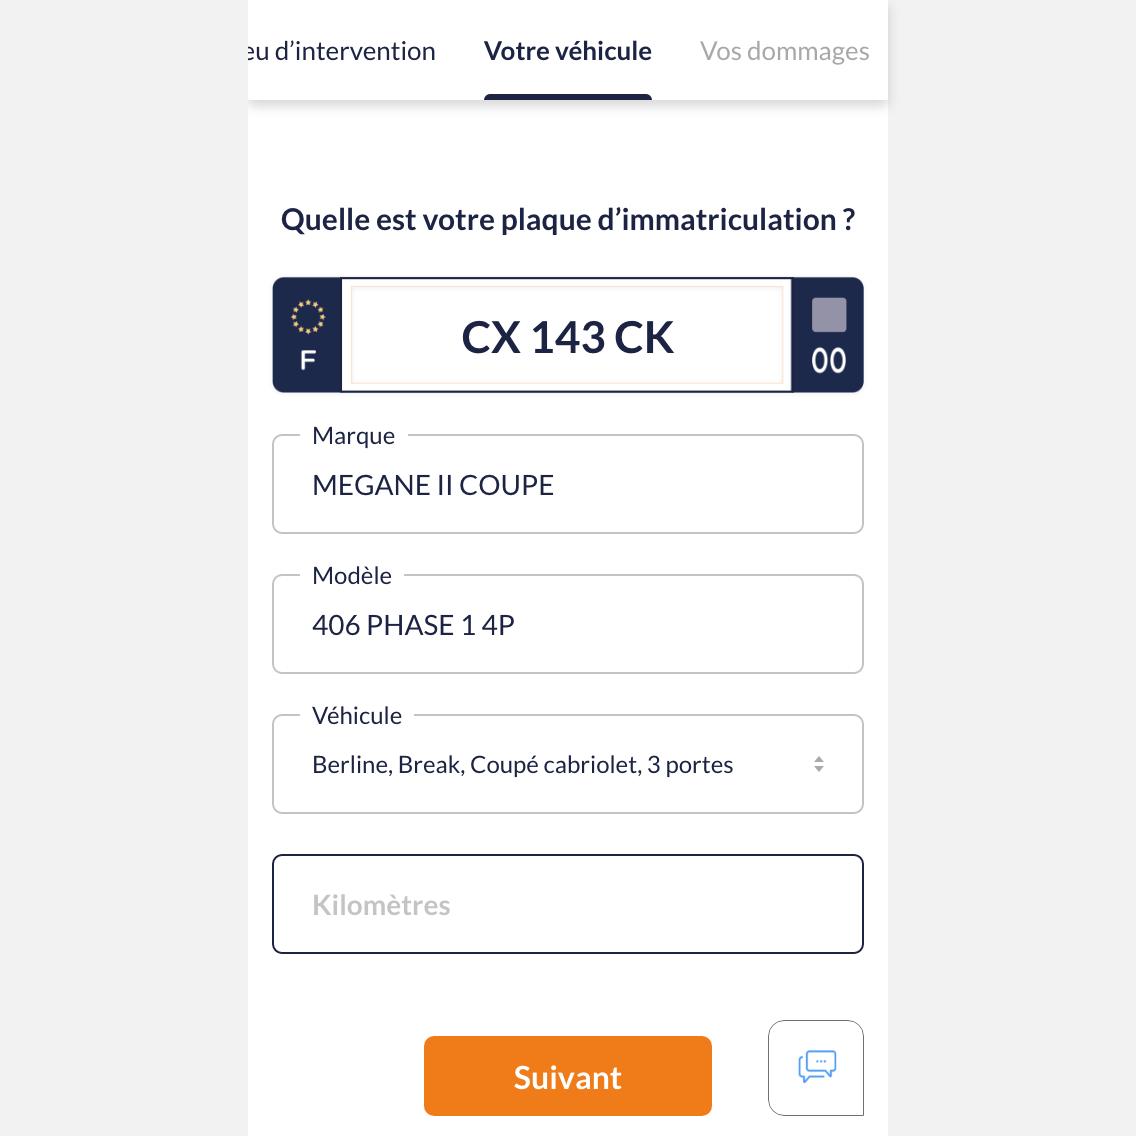 eu d’intervention Votre véhicule Vos dommages
Quelle est votre plaque d’immatriculation ?
F CX 143 CK 00
Marque
MEGANE II COUPE
Modèle
406 PHASE 1 4P
Véhicule
Berline, Break, Coupé cabriolet, 3 portes
Kilomètres
Suivant